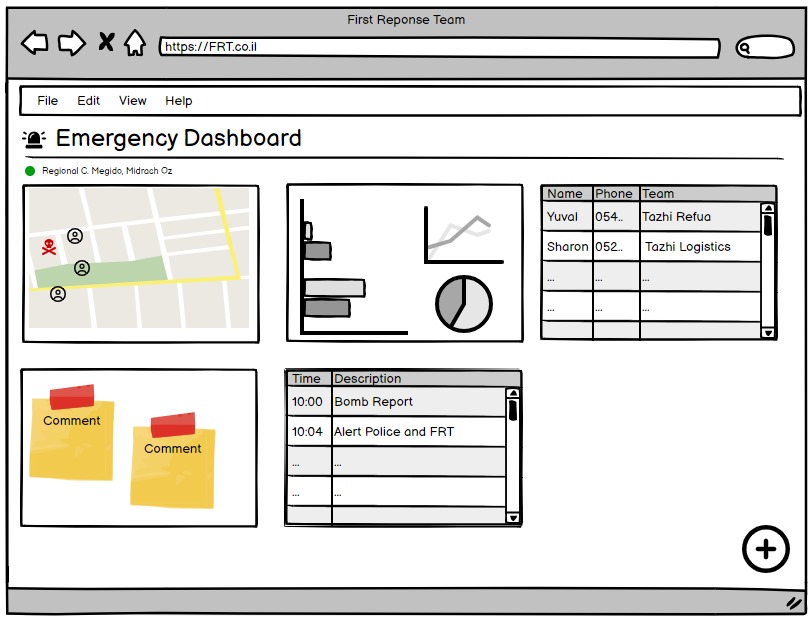 First Reponse Team
https://FRT.co.il
File Edit View Help
Emergency Dashboard
Regional C. Megido, Midrach Oz
Name Phone Team
Yuval 054.. Tazhi Refua
Sharon 052.. Tazhi Logistics
... ... ...
... ... ...
Comment
Comment
Time Description
10:00 Bomb Report
10:04 Alert Police and FRT
... ...
... ...